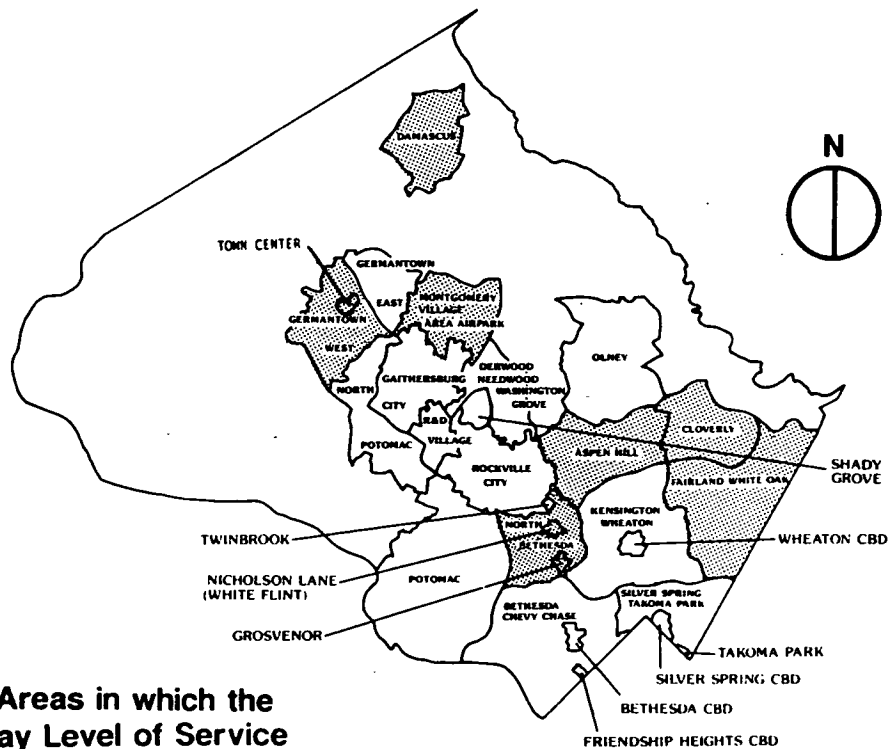 DAMASCUS
N
TOWN CENTER
GERMANTOWN
EAST
MONTGOMERY
VILLAGE
AREA AIRPARK
GERMANTOWN
WEST
OLNEY
DERWOOD
NEEDWOOD
WASHINGTON
GROVE
NORTH
GAITHERSBURG
CITY
R&D
VILLAGE
POTOMAC
CLOVERLY
ASPEN HILL
SHADY
GROVE
ROCKVILLE
CITY
FAIRLAND WHITE OAK
KENSINGTON
WHEATON
TWINBROOK
NORTH
BETHESDA
WHEATON CBD
NICHOLSON LANE
(WHITE FLINT)
POTOMAC
GROSVENOR
BETHESDA
CHEVY CHASE
SILVER SPRING
TAKOMA PARK
TAKOMA PARK
SILVER SPRING CBD
BETHESDA CBD
FRIENDSHIP HEIGHTS CBD
Areas in which the
ay Level of Service